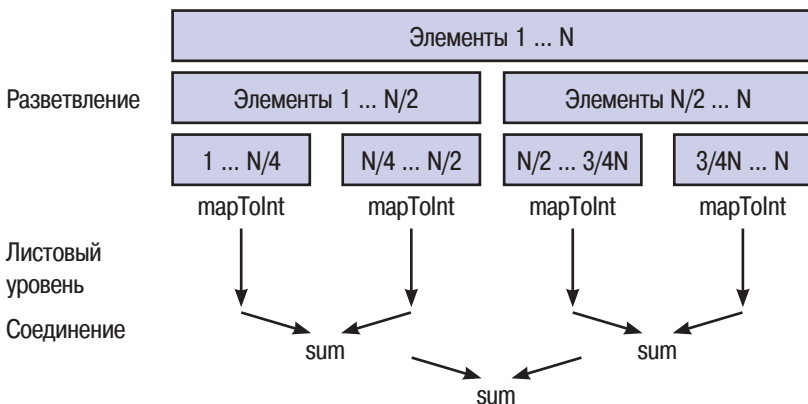 Элементы 1 ... N
Разветвление
Элементы 1 ... N/2
Элементы N/2 ... N
1 ... N/4
N/4 ... N/2
N/2 ... 3/4N
3/4N ... N
mapToInt
mapToInt
mapToInt
mapToInt
Листовый
уровень
Соединение
sum
sum
sum